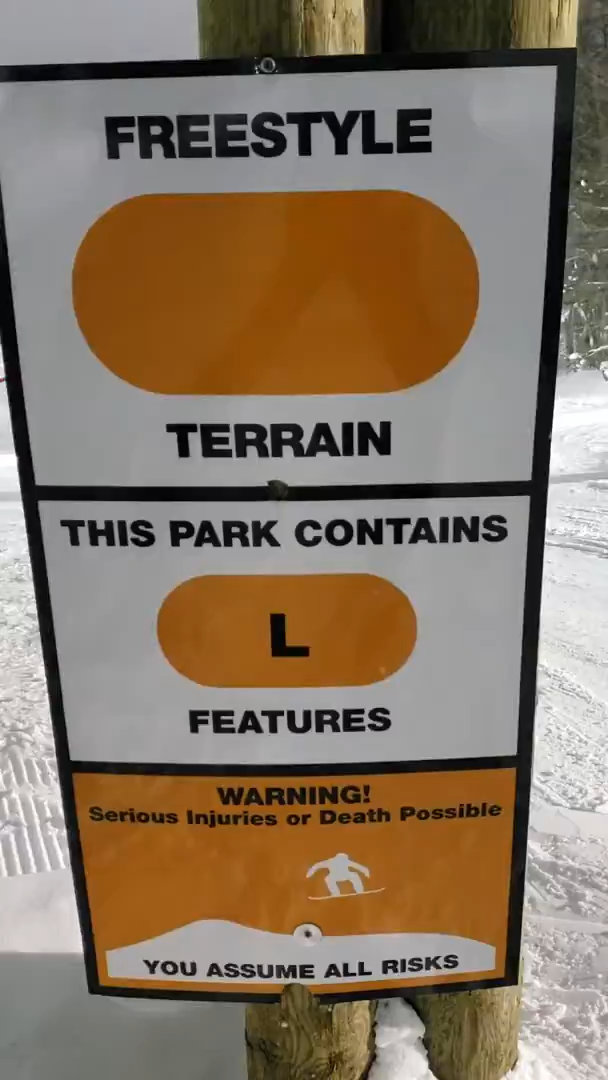 FREESTYLE
TERRAIN
THIS PARK CONTAINS
L
FEATURES
WARNING!
Serious Injuries or Death Possible
YOU ASSUME ALL RISKS